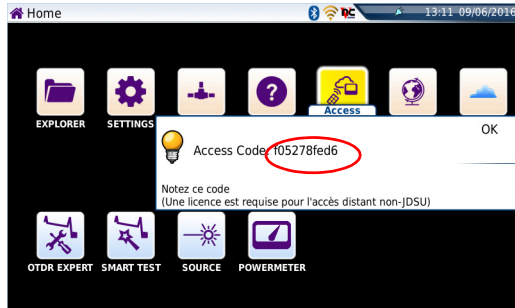 Home
13:11 09/06/2016
EXPLORER
SETTINGS
Access
OK
Access Code: f05278fed6
Notez ce code
(Une licence est requise pour l'accès distant non-JDSU)
OTDR EXPERT
SMART TEST
SOURCE
POWERMETER